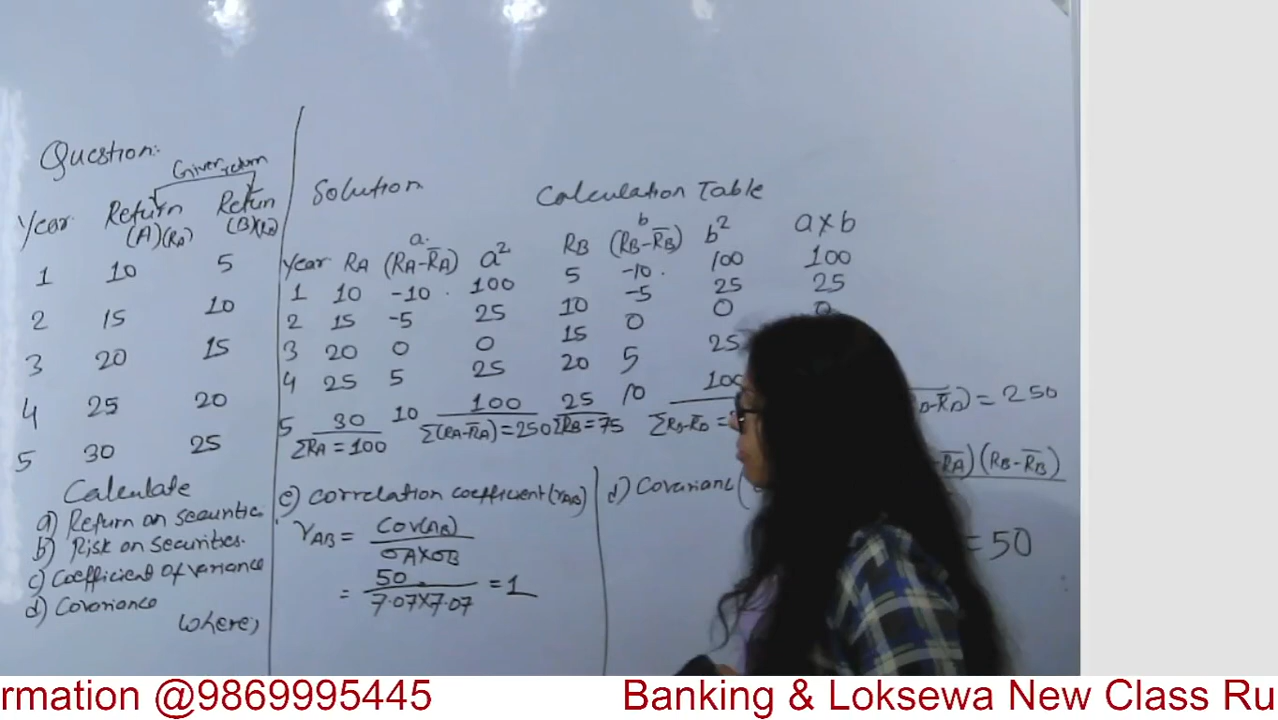 Question:
Given return
Year Return (A)(RA) Return (B)(RB)
1 10 5
2 15 10
3 20 15
4 25 20
5 30 25
Calculate
a) Return on securities
b) Risk on securities.
c) Coefficient of variance
d) Covariance
where,
Solution
Calculation Table
a b
Year RA (RA-R̅A) a² RB (RB-R̅B) b² a×b
1 10 -10 100 5 -10 100 100
2 15 -5 25 10 -5 25 25
3 20 0 0 15 0 0 0
4 25 5 25 20 5 25
5 30 10 100 25 10 100
ΣRA = 100 Σ(RA-R̅A) = 250 ΣRB = 75 ΣRB-R̅B = = 250
e) correlation coefficient (rAB)
rAB = Cov(AB)
σA×σB
= 50
7.07×7.07
= 1
d) Covariance (
RA) (RB-R̅B)
= 50
rmation @9869995445
Banking & Loksewa New Class Ru